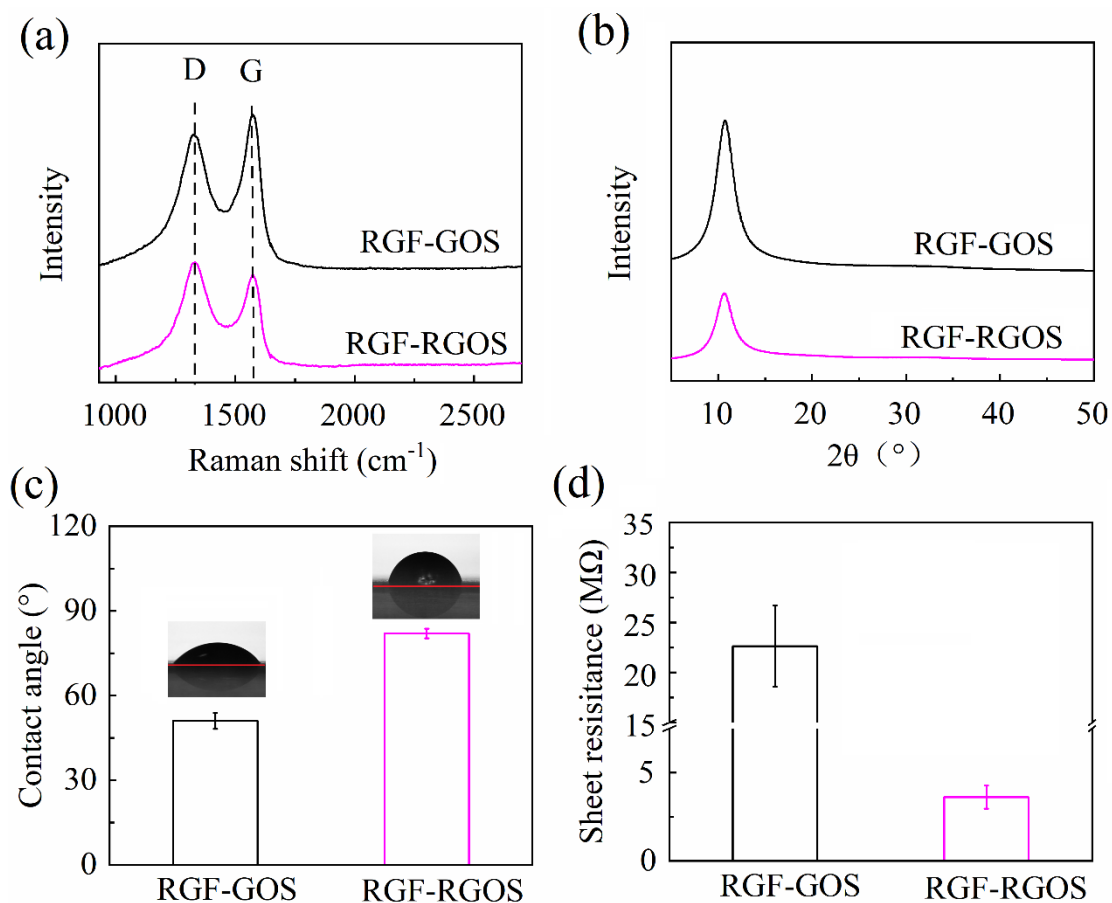 (a)
D
G
RGF-GOS
RGF-RGOS
Intensity
1000
1500
2000
2500
Raman shift (cm⁻¹)
(b)
RGF-GOS
RGF-RGOS
Intensity
10
20
30
40
50
2θ（°）
(c)
120
90
60
30
0
Contact angle (°)
RGF-GOS
RGF-RGOS
(d)
35
30
25
20
15
5
0
Sheet resisitance (MΩ)
RGF-GOS
RGF-RGOS